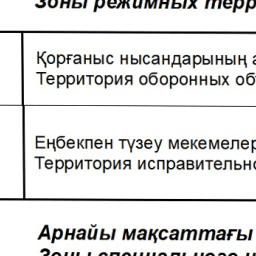 Зоны режимных терр
Қорғаныс нысандарының а
Территория оборонных об
Еңбекпен түзеу мекемелер
Территория исправительно
Арнайы мақсаттағы
Зоны специального н